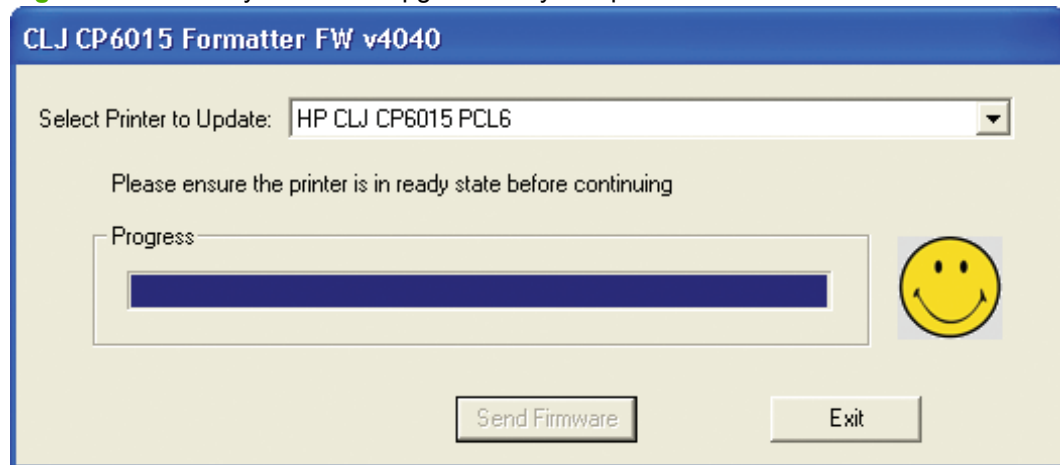 CLJ CP6015 Formatter FW v4040
Select Printer to Update: HP CLJ CP6015 PCL6
Please ensure the printer is in ready state before continuing
Progress
Send Firmware Exit